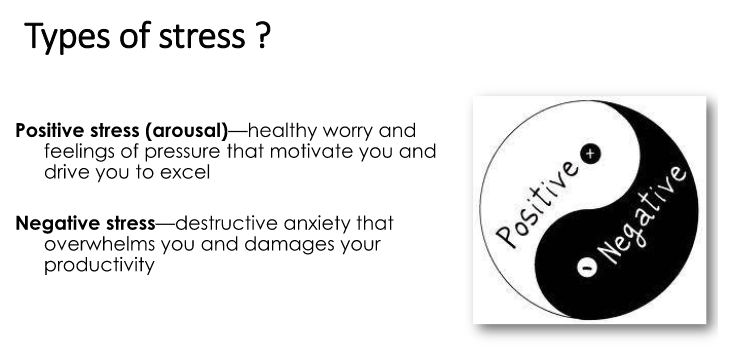 Types of stress ?
Positive stress (arousal)—healthy worry and
feelings of pressure that motivate you and
drive you to excel
Negative stress—destructive anxiety that
overwhelms you and damages your
productivity
Positive +
Negative -